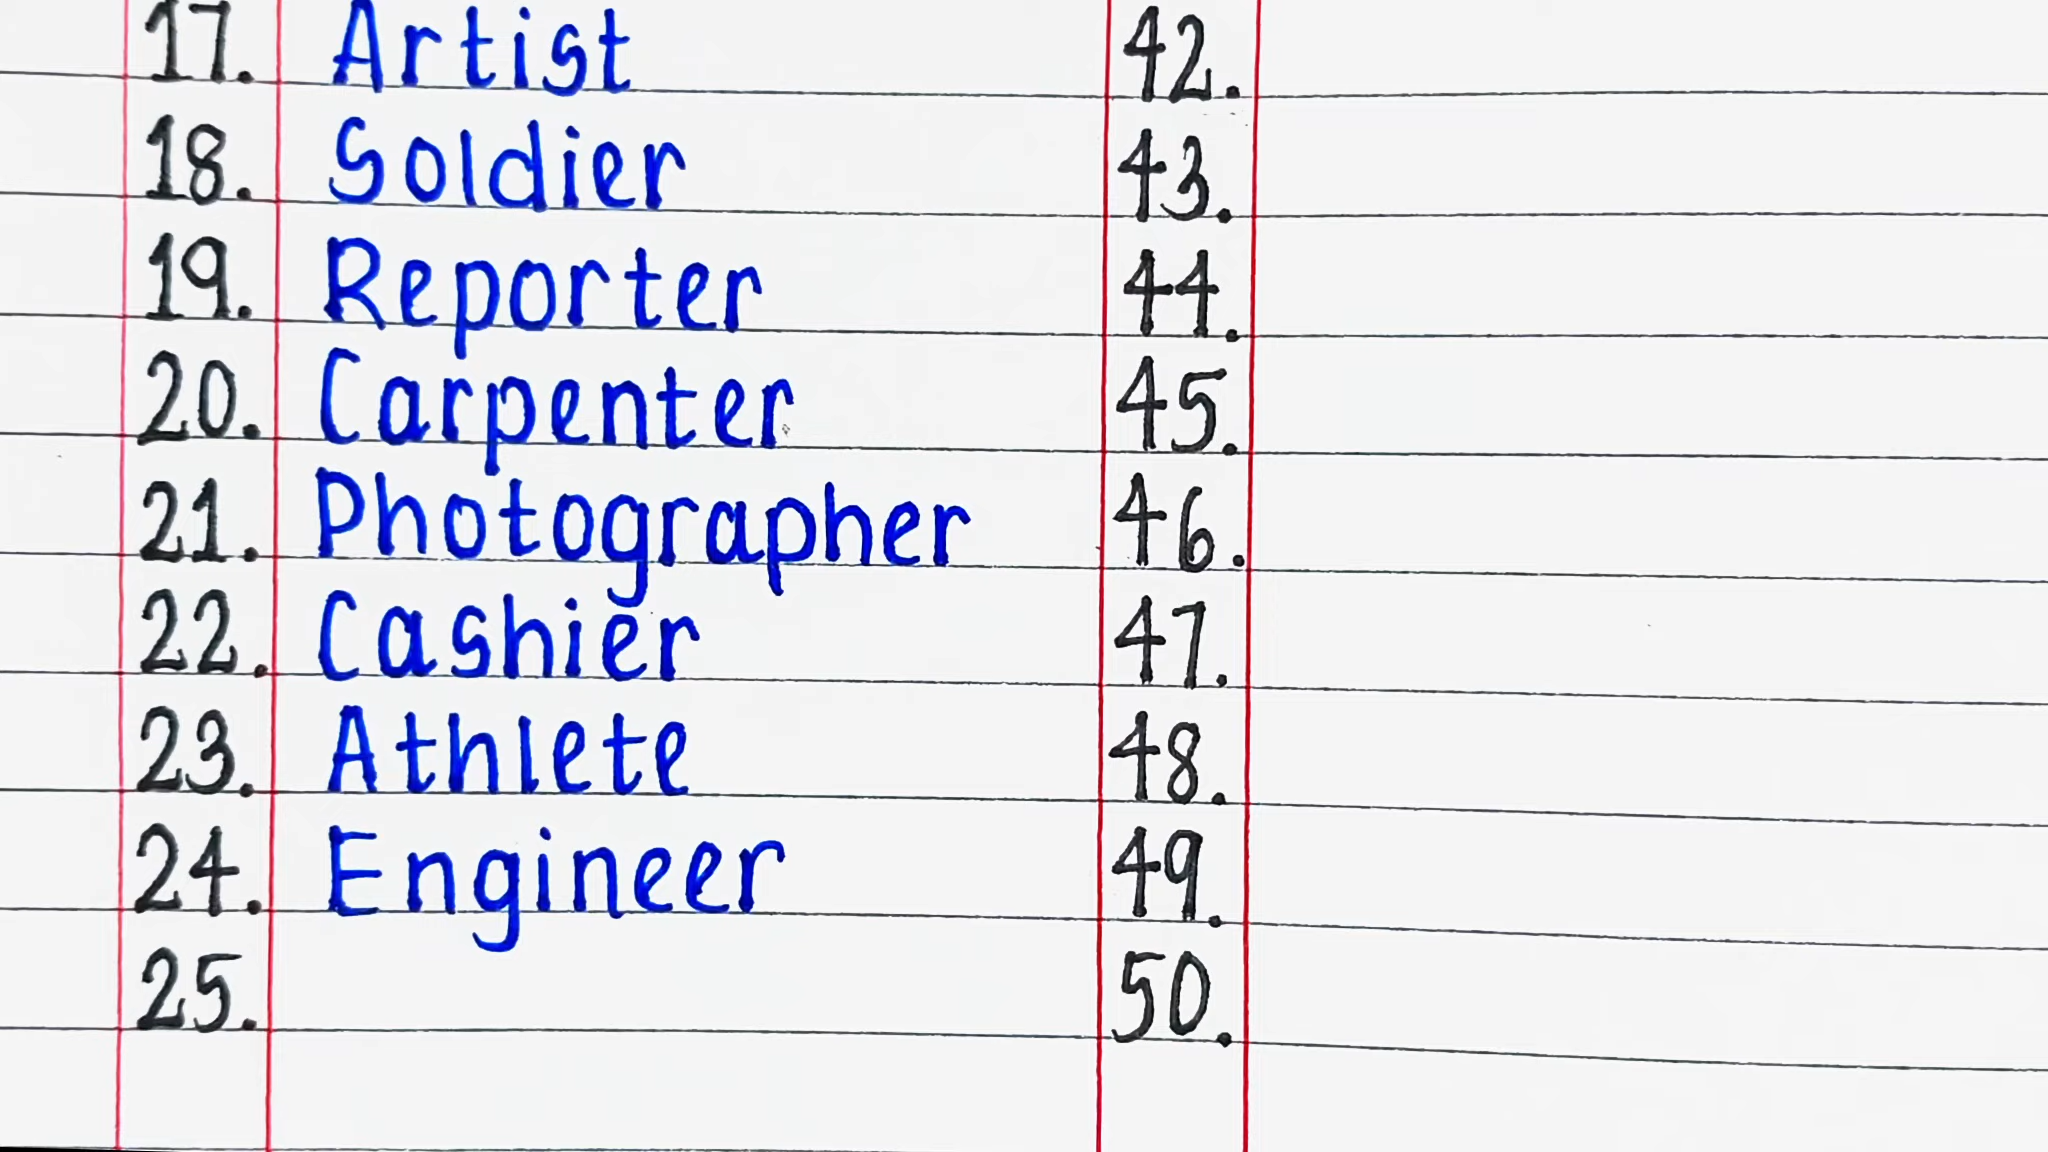 17. Artist 42.
18. Soldier 43.
19. Reporter 44.
20. Carpenter 45.
21. Photographer 46.
22. Cashier 47.
23. Athlete 48.
24. Engineer 49.
25. 50.